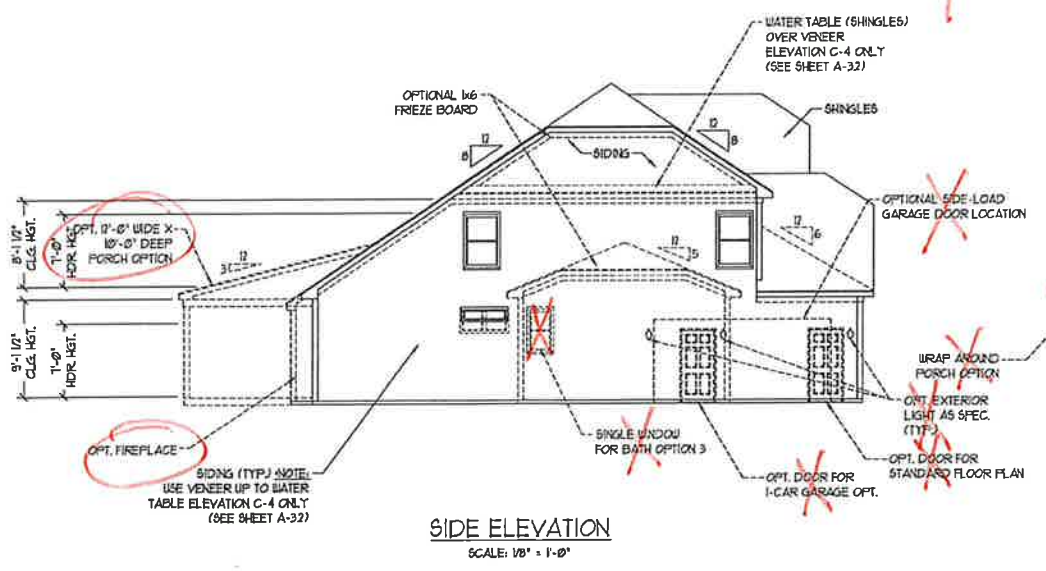 WATER TABLE (SHINGLES)
OVER VENEER
ELEVATION C-4 ONLY
(SEE SHEET A-3.2)
OPTIONAL 1x6
FRIEZE BOARD
SHINGLES
12
8
12
8
SIDING
OPTIONAL SIDE-LOAD
GARAGE DOOR LOCATION
8'-1 1/2"
CLG. HGT.
7'-0"
HDR. HGT.
OPT. 12'-0" WIDE X
10'-0" DEEP
PORCH OPTION
12
3
12
5
12
6
9'-1 1/2"
CLG. HGT.
7'-0"
HDR. HGT.
WRAP AROUND
PORCH OPTION
OPT. EXTERIOR
LIGHT AS SPEC.
(TYP.)
OPT. FIREPLACE
SINGLE WINDOW
FOR BATH OPTION 3
OPT. DOOR FOR
STANDARD FLOOR PLAN
SIDING (TYP.) NOTE:
USE VENEER UP TO WATER
TABLE ELEVATION C-4 ONLY
(SEE SHEET A-3.2)
OPT. DOOR FOR
1-CAR GARAGE OPT.
SIDE ELEVATION
SCALE: 1/8" = 1'-0"